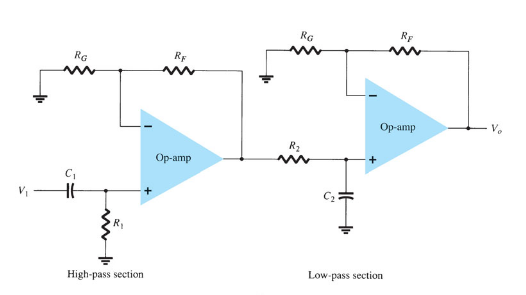 R_G
R_F
R_G
R_F
−
Op-amp
+
C_1
V_1
R_1
R_2
−
Op-amp
+
V_o
C_2
High-pass section
Low-pass section